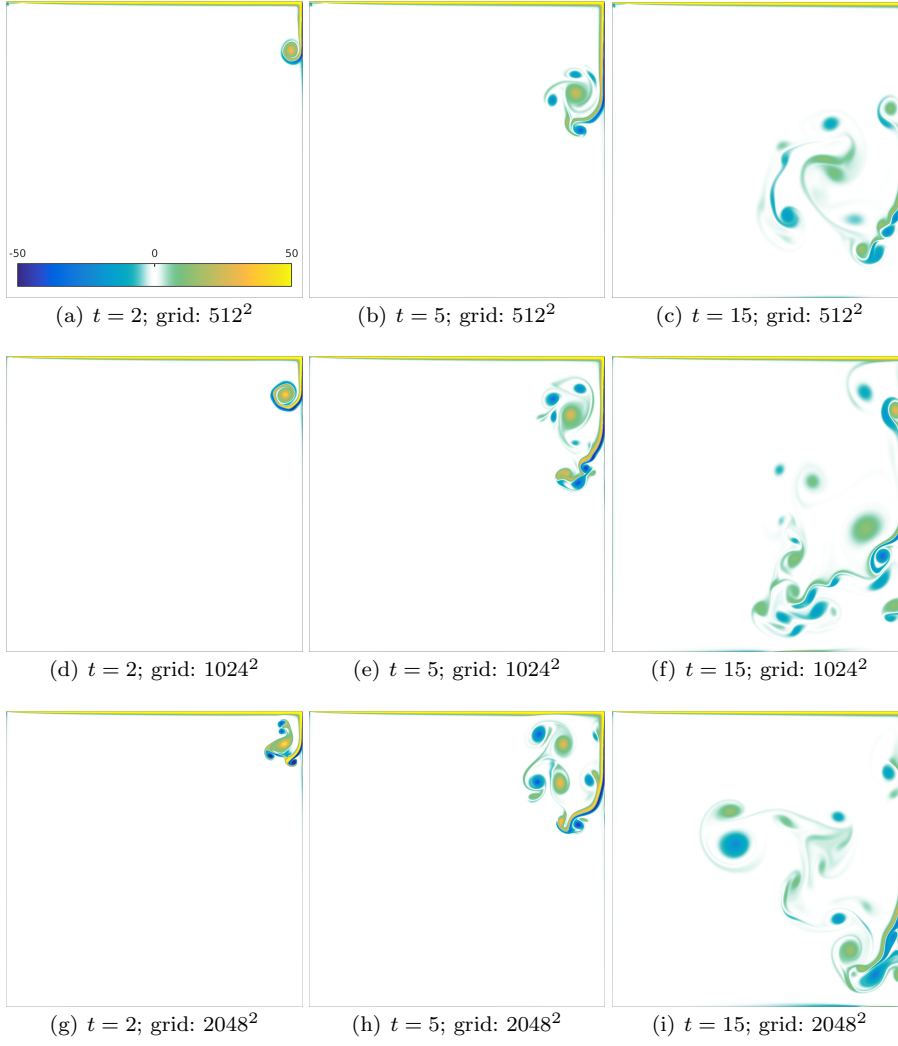 -50 0 50
(a) t = 2; grid: 512² (b) t = 5; grid: 512² (c) t = 15; grid: 512²
(d) t = 2; grid: 1024² (e) t = 5; grid: 1024² (f) t = 15; grid: 1024²
(g) t = 2; grid: 2048² (h) t = 5; grid: 2048² (i) t = 15; grid: 2048²